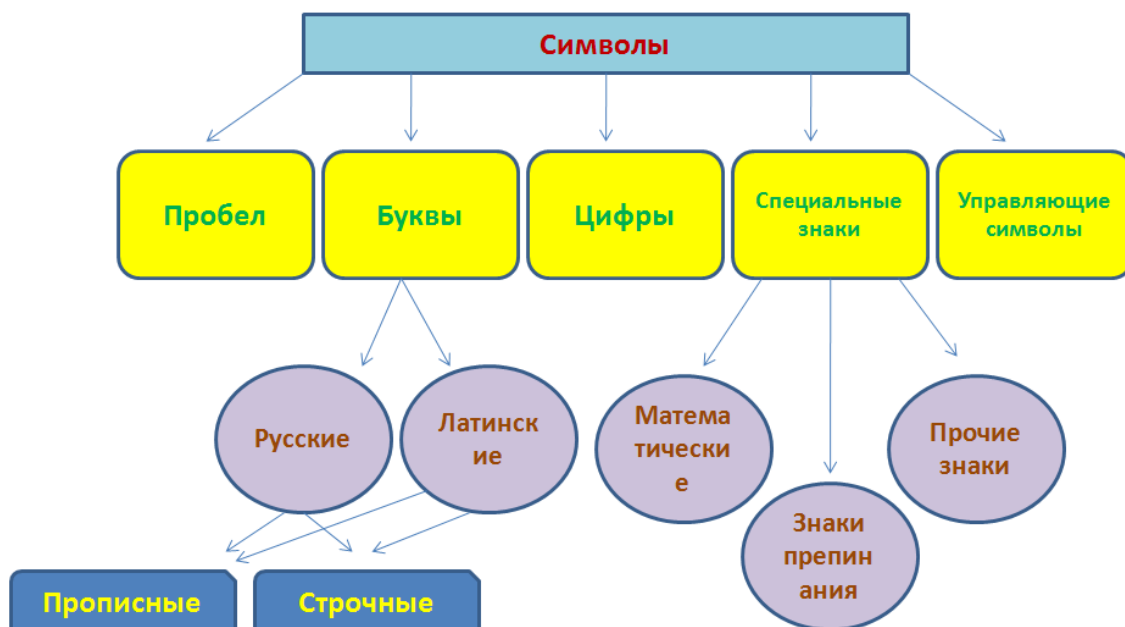 Символы
Пробел
Буквы
Цифры
Специальные
знаки
Управляющие
символы
Русские
Латинск
ие
Матема
тически
е
Прочие
знаки
Знаки
препин
ания
Прописные
Строчные